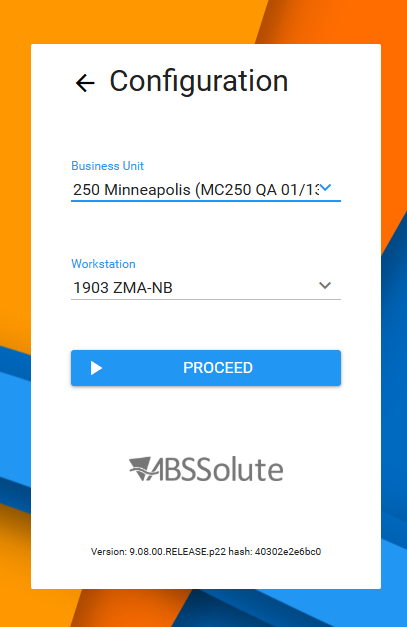 Configuration
Business Unit
250 Minneapolis (MC250 QA 01/13
Workstation
1903 ZMA-NB
PROCEED
ABSSolute
Version: 9.08.00.RELEASE.p22 hash: 40302e2e6bc0